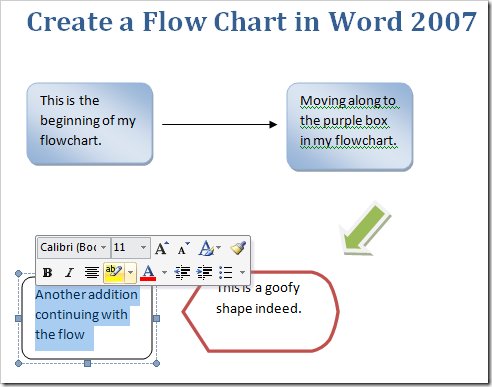 Create a Flow Chart in Word 2007
This is the
beginning of my
flowchart.
Moving along to
the purple box
in my flowchart.
Calibri (Boc
11
A A A
B I ab A
Another addition
continuing with
the flow
This is a goofy
shape indeed.